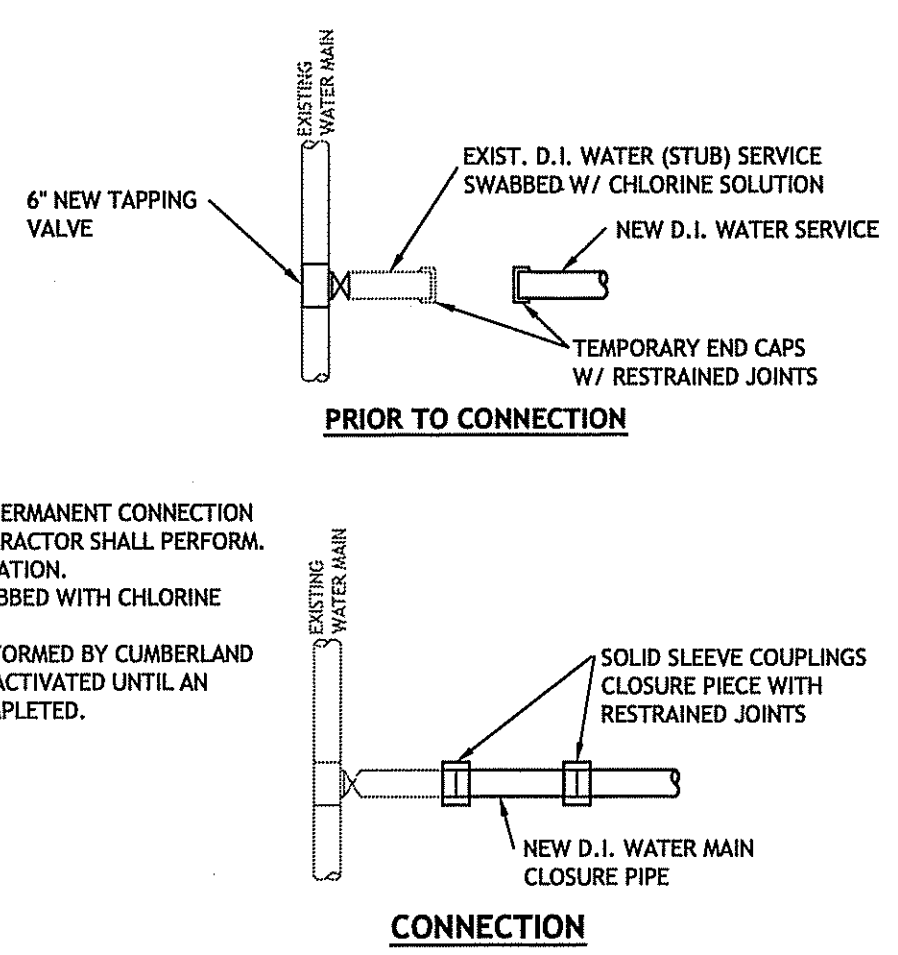 EXISTING
WATER MAIN
6" NEW TAPPING
VALVE
EXIST. D.I. WATER (STUB) SERVICE
SWABBED W/ CHLORINE SOLUTION
NEW D.I. WATER SERVICE
TEMPORARY END CAPS
W/ RESTRAINED JOINTS
PRIOR TO CONNECTION
ERMANENT CONNECTION
RACTOR SHALL PERFORM.
ATION.
BBED WITH CHLORINE
FORMED BY CUMBERLAND
ACTIVATED UNTIL AN
MPLETED.
EXISTING
WATER MAIN
SOLID SLEEVE COUPLINGS
CLOSURE PIECE WITH
RESTRAINED JOINTS
NEW D.I. WATER MAIN
CLOSURE PIPE
CONNECTION